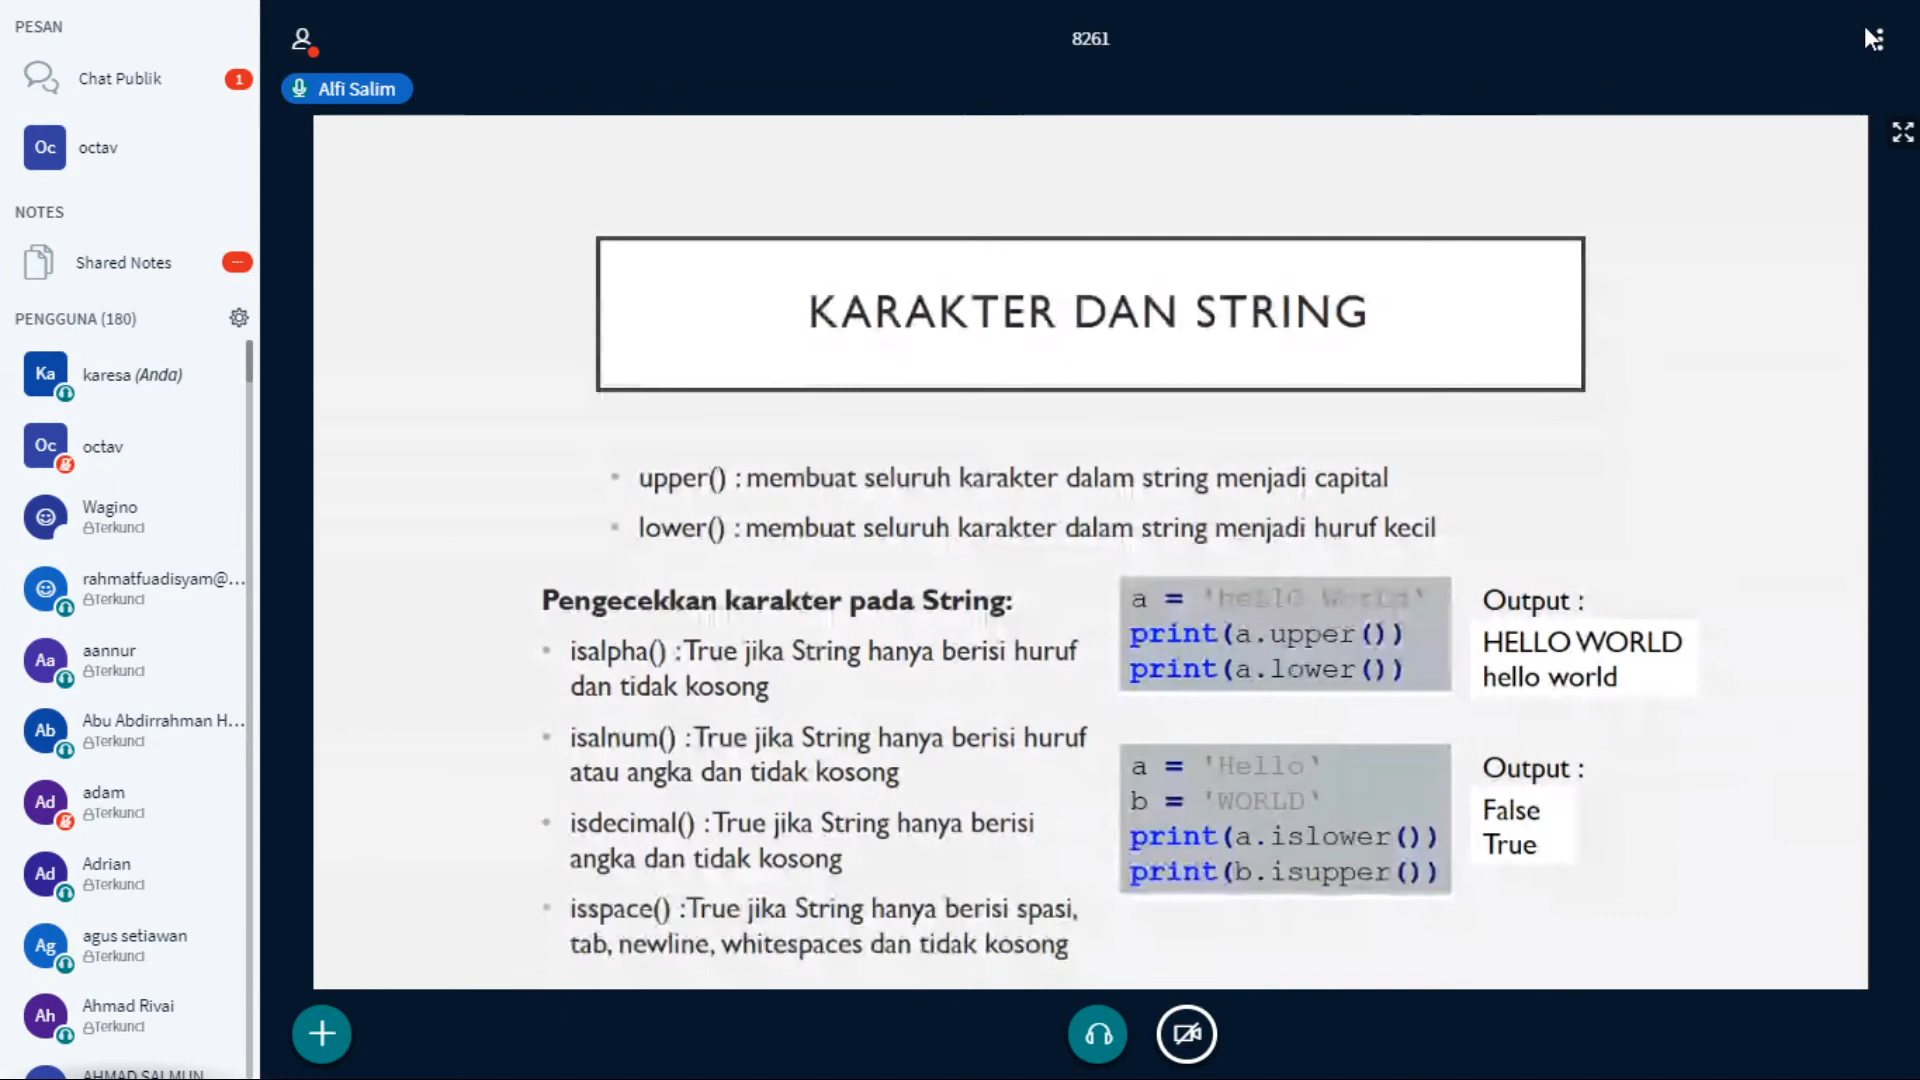 PESAN
Chat Publik
1
Oc
octav
NOTES
Shared Notes
...
PENGGUNA (180)
Ka
karesa (Anda)
Oc
octav
Wagino
Terkunci
rahmatfuadisyam@...
Terkunci
Aa
aannur
Terkunci
Ab
Abu Abdirrahman H...
Terkunci
Ad
adam
Terkunci
Ad
Adrian
Terkunci
Ag
agus setiawan
Terkunci
Ah
Ahmad Rivai
Terkunci
AHMAD SALMUN
8261
Alfi Salim
KARAKTER DAN STRING
• upper() : membuat seluruh karakter dalam string menjadi capital
• lower() : membuat seluruh karakter dalam string menjadi huruf kecil
Pengecekkan karakter pada String:
• isalpha() : True jika String hanya berisi huruf
dan tidak kosong
• isalnum() : True jika String hanya berisi huruf
atau angka dan tidak kosong
• isdecimal() : True jika String hanya berisi
angka dan tidak kosong
• isspace() : True jika String hanya berisi spasi,
tab, newline, whitespaces dan tidak kosong
a = 'hellO World'
print(a.upper())
print(a.lower())
Output :
HELLO WORLD
hello world
a = 'Hello'
b = 'WORLD'
print(a.islower())
print(b.isupper())
Output :
False
True